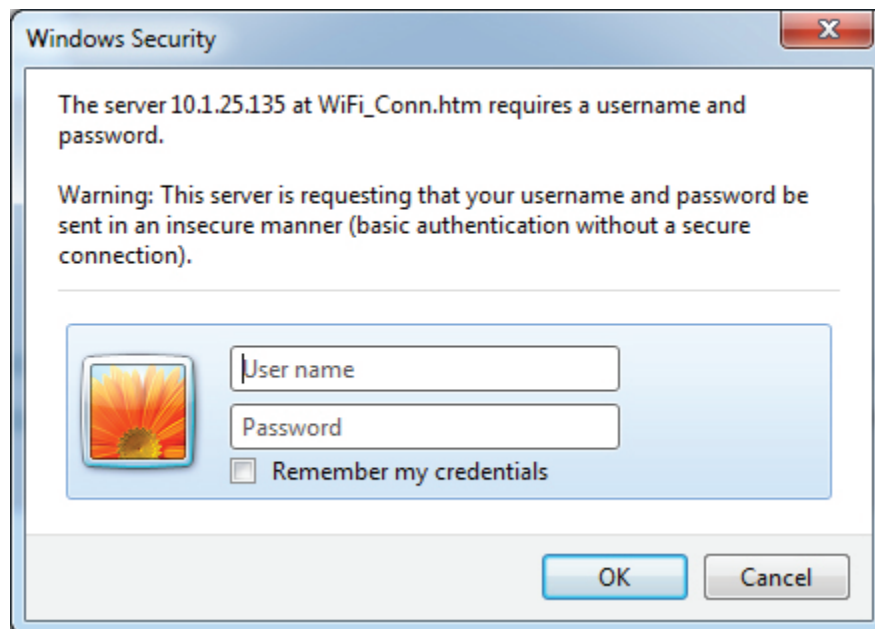 Windows Security
The server 10.1.25.135 at WiFi_Conn.htm requires a username and
password.
Warning: This server is requesting that your username and password be
sent in an insecure manner (basic authentication without a secure
connection).
User name
Password
Remember my credentials
OK
Cancel